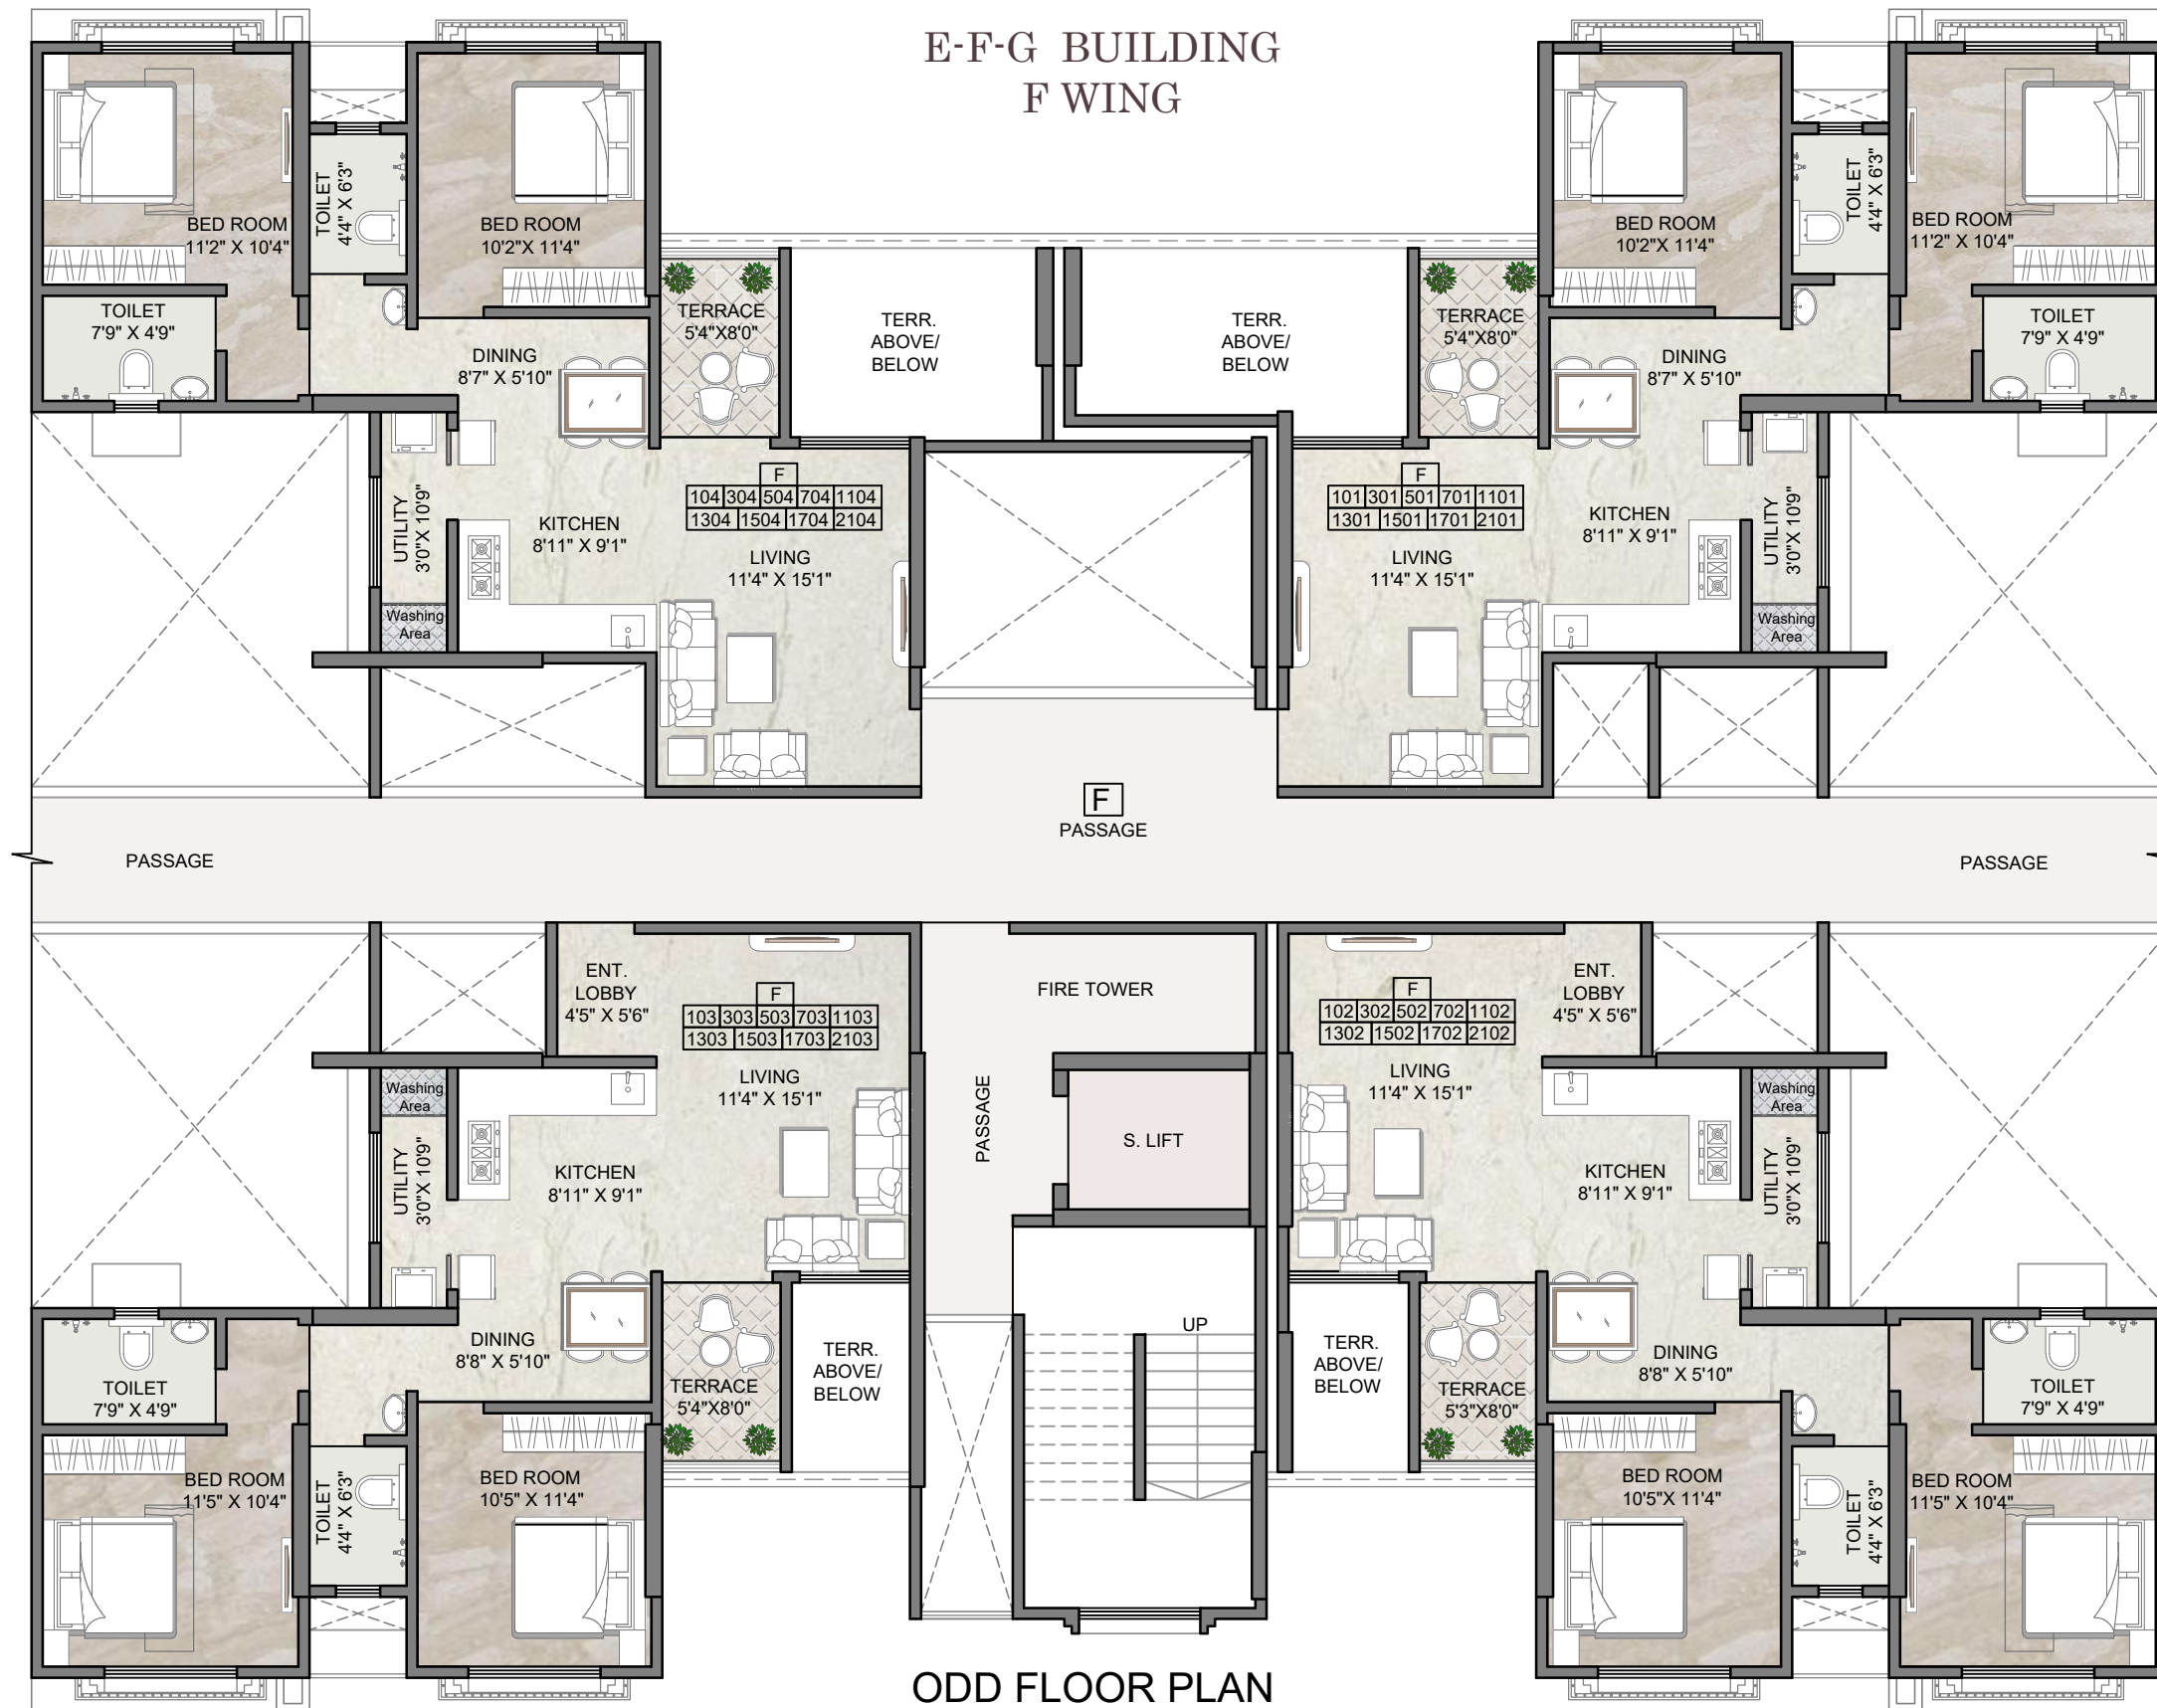 E-F-G BUILDING
F WING
BED ROOM
11'2" X 10'4"
TOILET
4'4" X 6'3"
BED ROOM
10'2"X 11'4"
TOILET
7'9" X 4'9"
DINING
8'7" X 5'10"
TERRACE
5'4"X8'0"
TERR.
ABOVE/
BELOW
UTILITY
3'0"X 10'9"
Washing
Area
KITCHEN
8'11" X 9'1"
F
104 304 504 704 1104
1304 1504 1704 2104
LIVING
11'4" X 15'1"
TERR.
ABOVE/
BELOW
TERRACE
5'4"X8'0"
BED ROOM
10'2"X 11'4"
TOILET
4'4" X 6'3"
BED ROOM
11'2" X 10'4"
DINING
8'7" X 5'10"
TOILET
7'9" X 4'9"
F
101 301 501 701 1101
1301 1501 1701 2101
LIVING
11'4" X 15'1"
KITCHEN
8'11" X 9'1"
UTILITY
3'0"X 10'9"
Washing
Area
PASSAGE
F
PASSAGE
PASSAGE
ENT.
LOBBY
4'5" X 5'6"
F
103 303 503 703 1103
1303 1503 1703 2103
LIVING
11'4" X 15'1"
Washing
Area
UTILITY
3'0"X 10'9"
KITCHEN
8'11" X 9'1"
DINING
8'8" X 5'10"
TOILET
7'9" X 4'9"
TERRACE
5'4"X8'0"
TERR.
ABOVE/
BELOW
BED ROOM
11'5" X 10'4"
TOILET
4'4" X 6'3"
BED ROOM
10'5" X 11'4"
FIRE TOWER
PASSAGE
S. LIFT
UP
F
102 302 502 702 1102
1302 1502 1702 2102
ENT.
LOBBY
4'5" X 5'6"
LIVING
11'4" X 15'1"
Washing
Area
KITCHEN
8'11" X 9'1"
UTILITY
3'0"X 10'9"
TERR.
ABOVE/
BELOW
TERRACE
5'3"X8'0"
DINING
8'8" X 5'10"
TOILET
7'9" X 4'9"
BED ROOM
10'5"X 11'4"
TOILET
4'4" X 6'3"
BED ROOM
11'5" X 10'4"
ODD FLOOR PLAN